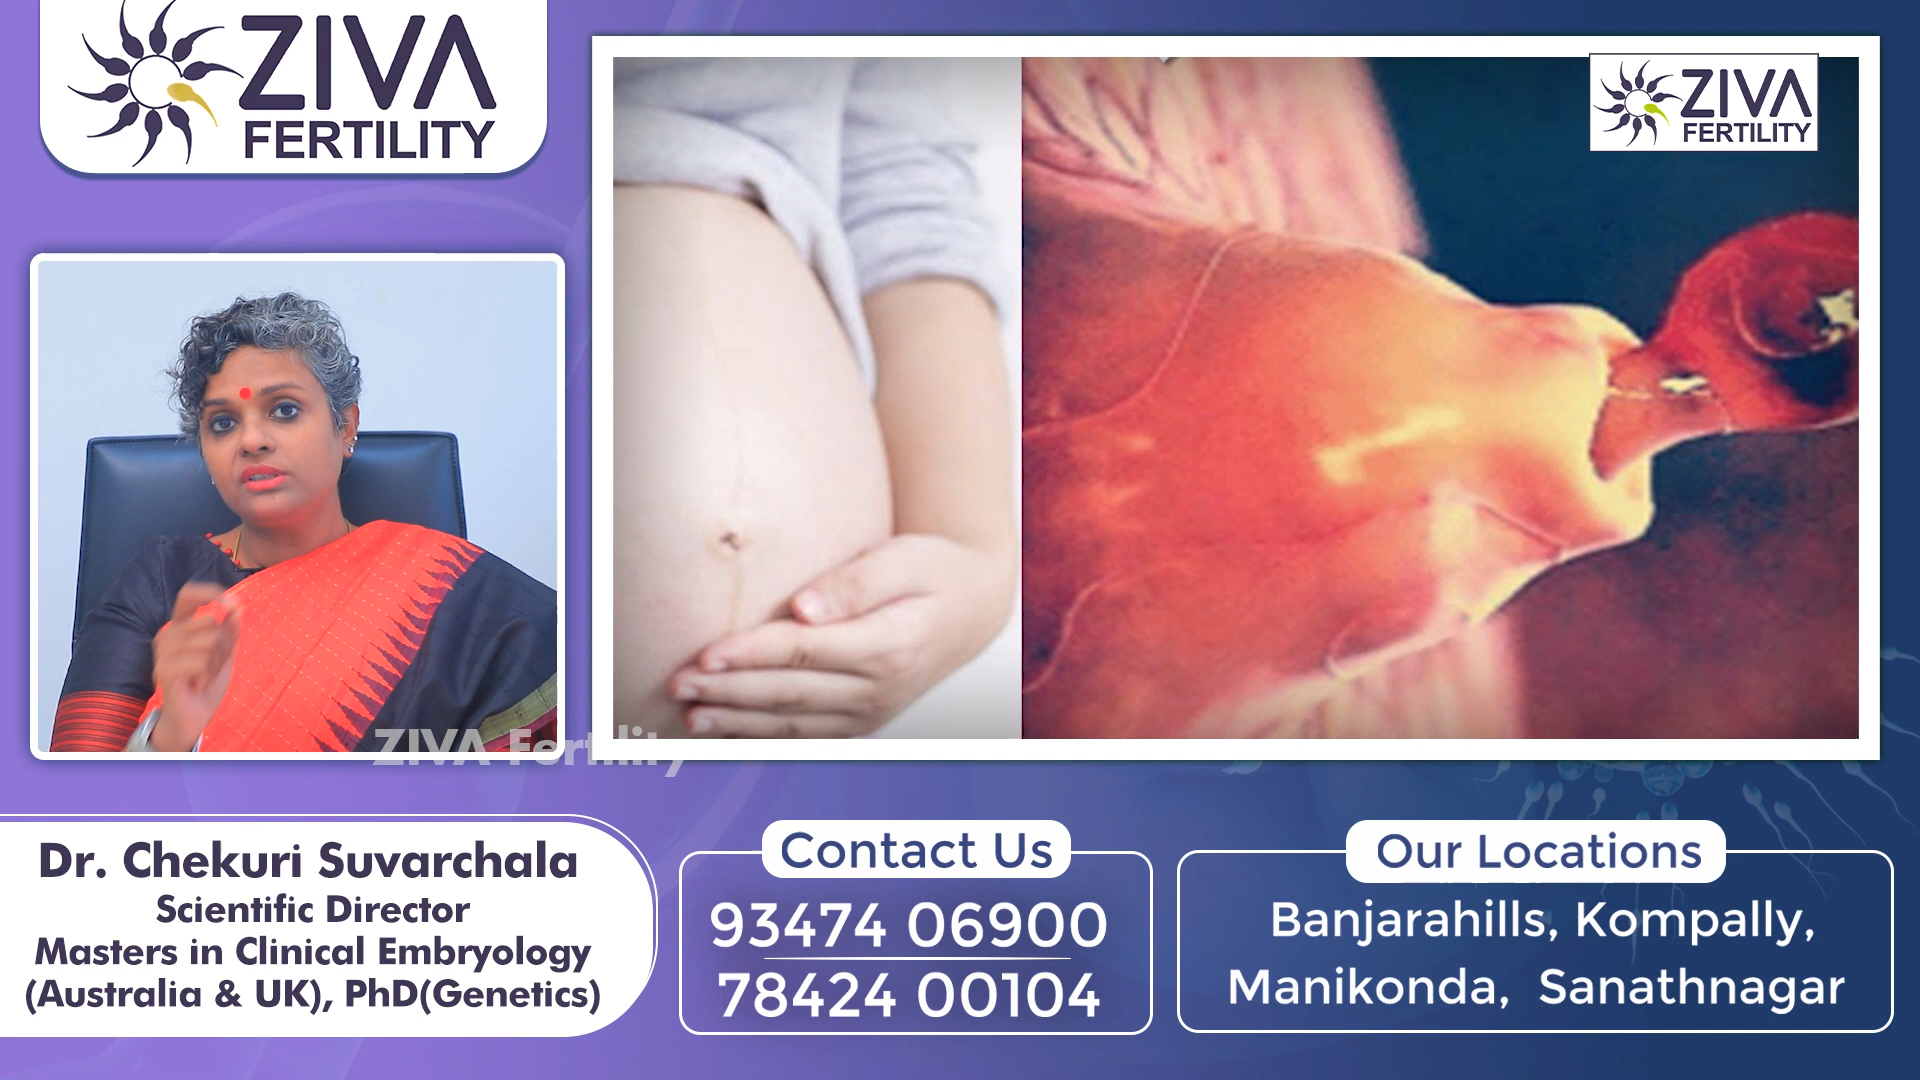 ZIVA
FERTILITY
ZIVA
FERTILITY
ZIVA Fertility
Dr. Chekuri Suvarchala
Scientific Director
Masters in Clinical Embryology
(Australia & UK), PhD(Genetics)
Contact Us
93474 06900
78424 00104
Our Locations
Banjarahills, Kompally,
Manikonda, Sanathnagar